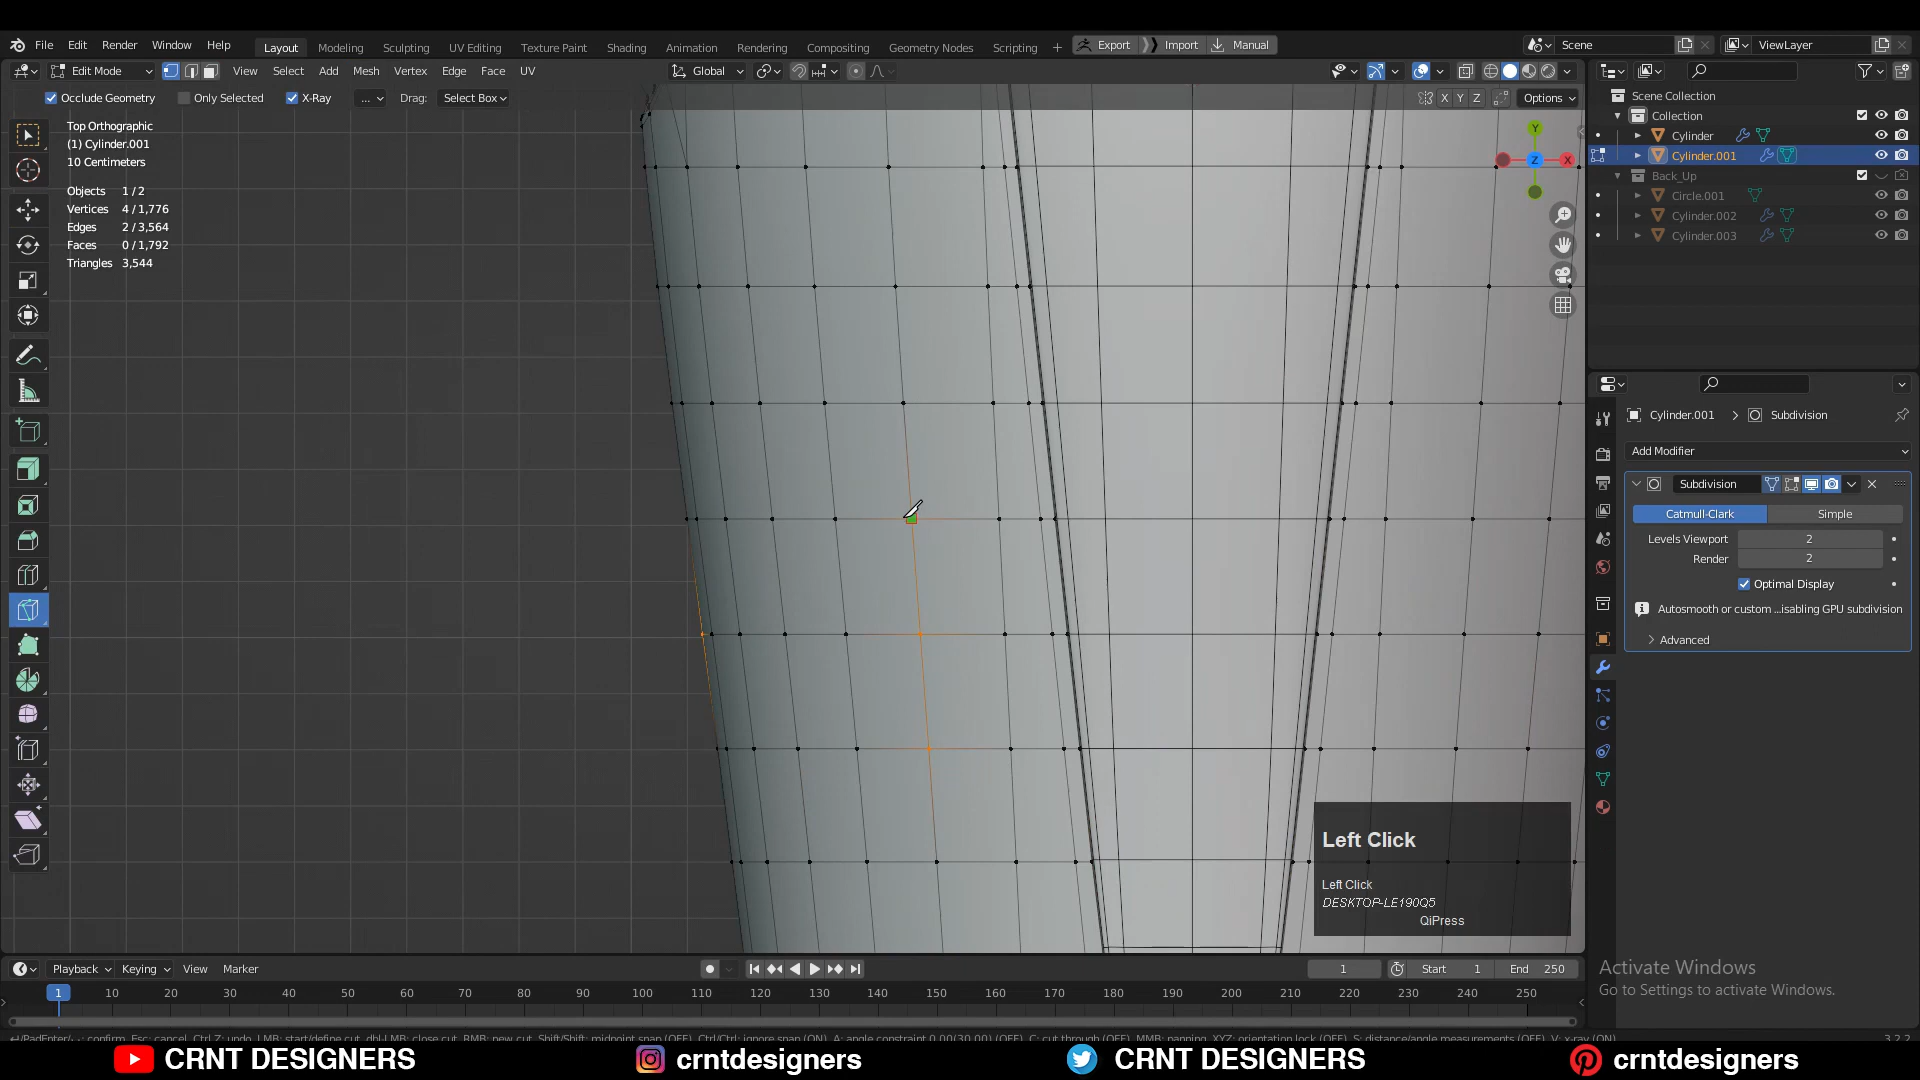 File Edit Render Window Help Layout Modeling Sculpting UV Editing Texture Paint Shading Animation Rendering Compositing Geometry Nodes Scripting + Export Import Manual Scene ViewLayer
Edit Mode View Select Add Mesh Vertex Edge Face UV Global
Occlude Geometry Only Selected X-Ray ... Drag: Select Box X Y Z Options
Top Orthographic
(1) Cylinder.001
10 Centimeters
Objects 1 / 2
Vertices 4 / 1,776
Edges 2 / 3,564
Faces 0 / 1,792
Triangles 3,544
Y
Z
X
Scene Collection
Collection
Cylinder
Cylinder.001
Back_Up
Circle.001
Cylinder.002
Cylinder.003
Cylinder.001 > Subdivision
Add Modifier
Subdivision
Catmull-Clark Simple
Levels Viewport 2
Render 2
Optimal Display
Autosmooth or custom ...isabling GPU subdivision
Advanced
Left Click
Left Click
DESKTOP-LE190Q5
QiPress
Playback Keying View Marker 1 Start 1 End 250
1 10 20 30 40 50 60 70 80 90 100 110 120 130 140 150 160 170 180 190 200 210 220 230 240 250
Activate Windows
Go to Settings to activate Windows.
CRNT DESIGNERS crntdesigners CRNT DESIGNERS crntdesigners